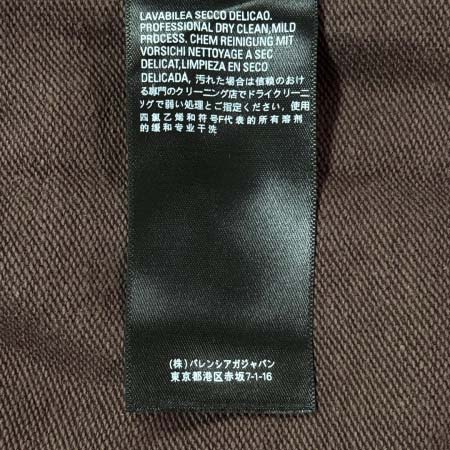 LAVABILEA SECCO DELICAO.
PROFESSIONAL DRY CLEAN,MILD
PROCESS. CHEM REINIGUNG MIT
VORSICHI NETTOYAGE A SEC
DELICAT,LIMPIEZA EN SECO
DELICADA, 汚れた場合は信頼のおけ
る専門のクリーニング店でドライクリーニ
ングで弱い処理とご指定ください, 使用
四氯乙烯和符号F代表的所有溶剂
的缓和专业干洗
(株) バレンシアガジャパン
東京都港区赤坂7-1-16